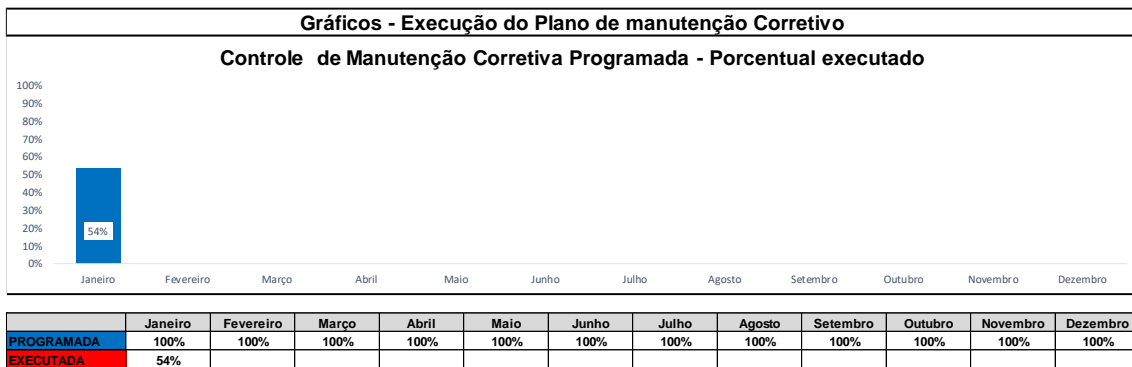 Gráficos - Execução do Plano de manutenção Corretivo
Controle de Manutenção Corretiva Programada - Porcentual executado
100%
90%
80%
70%
60%
50%
40%
30%
20%
10%
0%
54%
Janeiro Fevereiro Março Abril Maio Junho Julho Agosto Setembro Outubro Novembro Dezembro
Janeiro Fevereiro Março Abril Maio Junho Julho Agosto Setembro Outubro Novembro Dezembro
PROGRAMADA 100% 100% 100% 100% 100% 100% 100% 100% 100% 100% 100% 100%
EXECUTADA 54%